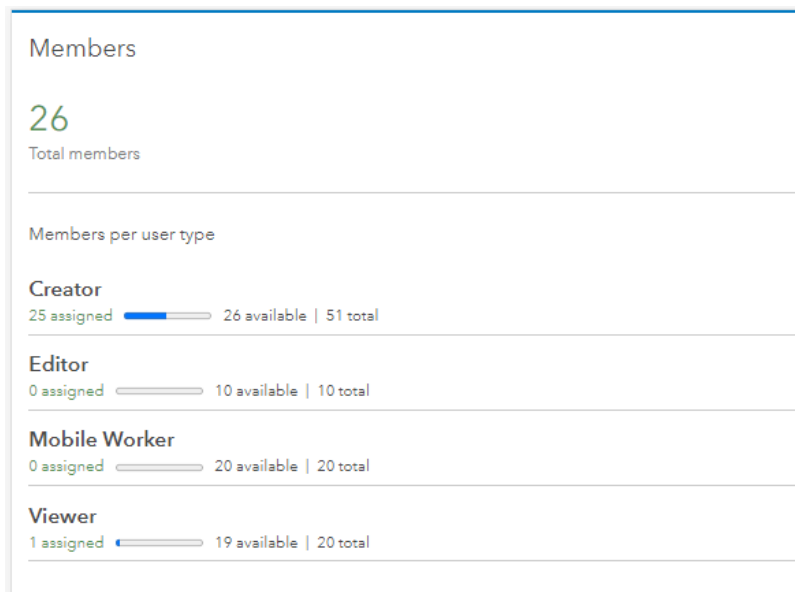 Members
26
Total members
Members per user type
Creator
25 assigned 26 available | 51 total
Editor
0 assigned 10 available | 10 total
Mobile Worker
0 assigned 20 available | 20 total
Viewer
1 assigned 19 available | 20 total